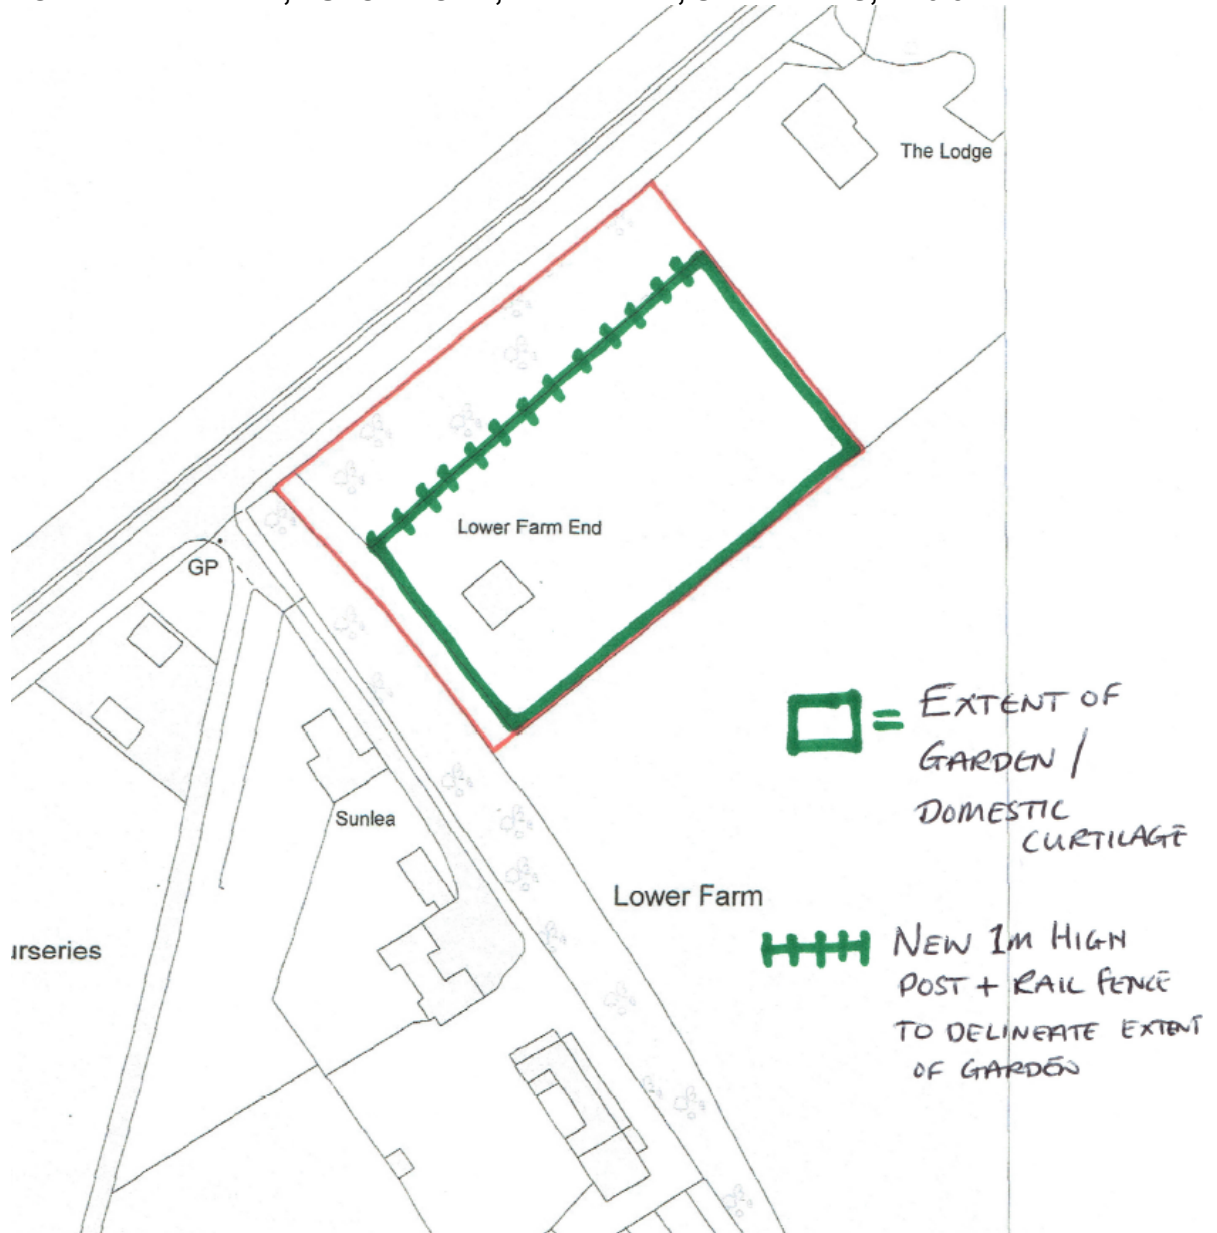 The Lodge
Lower Farm End
GP
EXTENT OF
GARDEN /
DOMESTIC
CURTILAGE
Sunlea
Lower Farm
urseries
NEW 1m HIGH
POST + RAIL FENCE
TO DELINEATE EXTENT
OF GARDEN